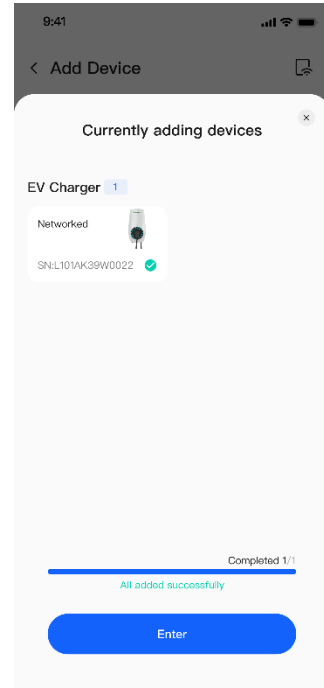 9:41
Add Device
Currently adding devices
EV Charger 1
Networked
SN:L101AK39W0022
Completed 1/1
All added successfully
Enter